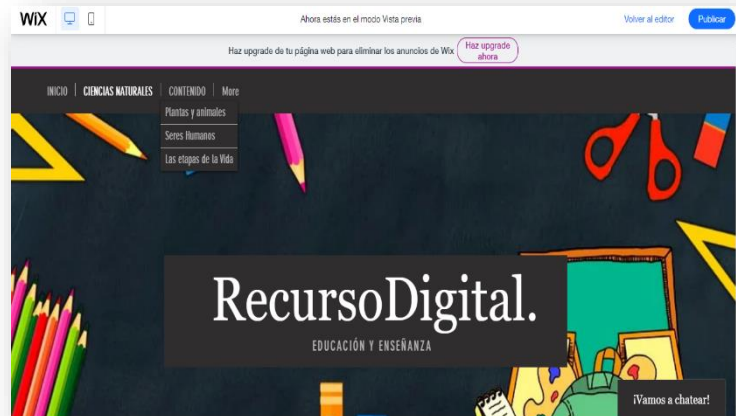 WiX
Ahora estás en el modo Vista previa
Volver al editor
Publicar
Haz upgrade de tu página web para eliminar los anuncios de Wix
Haz upgrade
ahora
INICIO
CIENCIAS NATURALES
CONTENIDO
More
Plantas y animales
Seres Humanos
Las etapas de la Vida
RecursoDigital.
EDUCACIÓN Y ENSEÑANZA
¡Vamos a chatear!